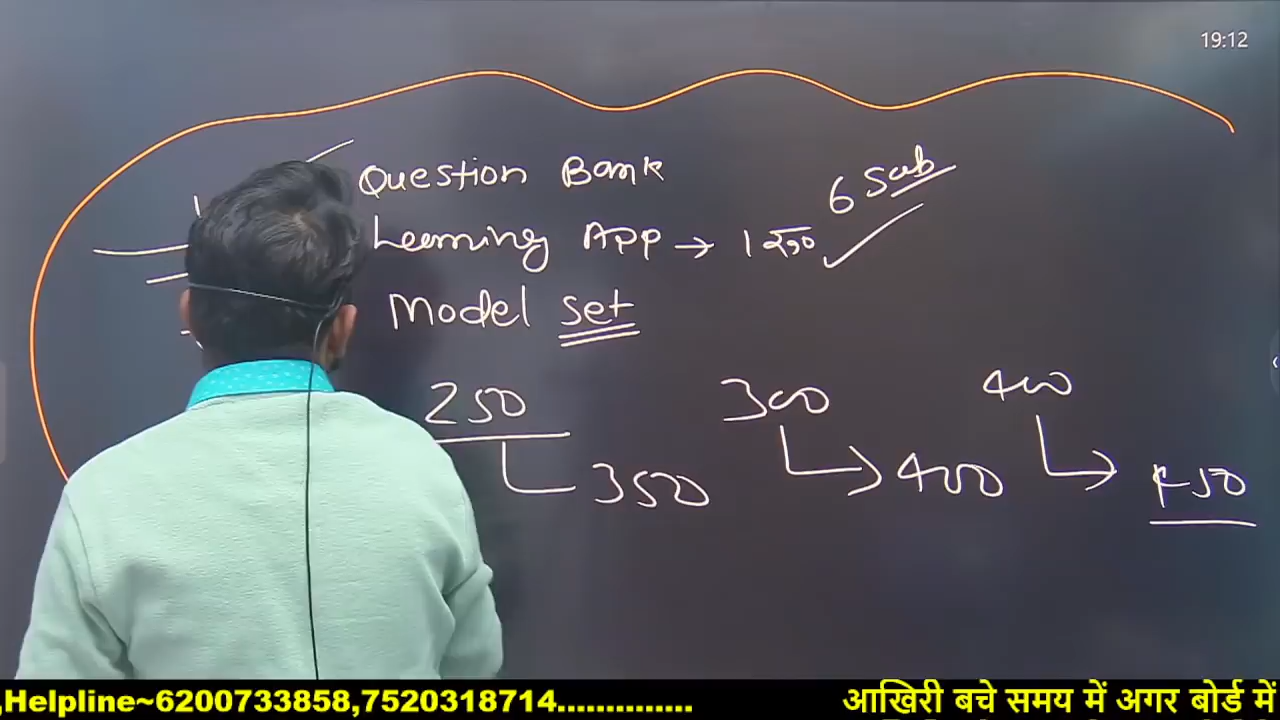 19:12
Question Bank
6 Sub
Learning App → 1250
Model Set
250 300 400
350 400 450
,Helpline~6200733858,7520318714..............
आखिरी बचे समय में अगर बोर्ड में